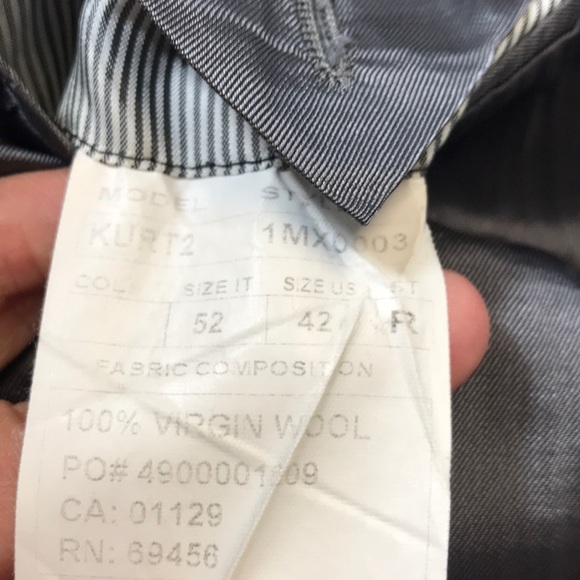 MODEL
KURT2 1MX0003
COL SIZE IT SIZE US
52 42 R
FABRIC COMPOSITION
100% VIRGIN WOOL
CA: 01129
RN: 69456
PO#